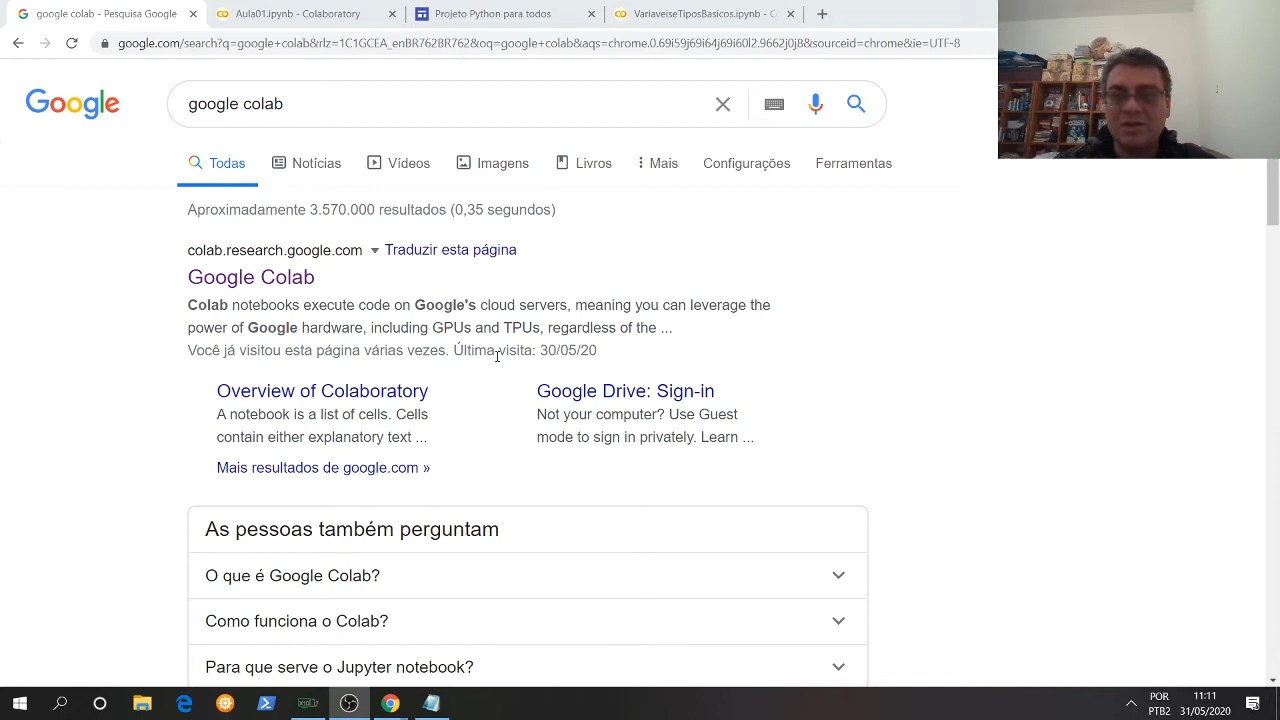 google colab - Pesquisa Google
Aula01.ipynb - Colaboratory
Projeto Python para todos
VariaveiseTiposBasicos.ipynb - Co
google.com/search?q=google+colab&rlz=1C1GCEA_enBR762BR762&oq=google+colab&aqs=chrome.0.69i59j69i64j69i60l2.9662j0j8&sourceid=chrome&ie=UTF-8
Google
google colab
Todas
Notícias
Vídeos
Imagens
Livros
Mais
Configurações
Ferramentas
Aproximadamente 3.570.000 resultados (0,35 segundos)
colab.research.google.com Traduzir esta página
Google Colab
Colab notebooks execute code on Google's cloud servers, meaning you can leverage the
power of Google hardware, including GPUs and TPUs, regardless of the ...
Você já visitou esta página várias vezes. Última visita: 30/05/20
Overview of Colaboratory
A notebook is a list of cells. Cells
contain either explanatory text ...
Google Drive: Sign-in
Not your computer? Use Guest
mode to sign in privately. Learn ...
Mais resultados de google.com »
As pessoas também perguntam
O que é Google Colab?
Como funciona o Colab?
Para que serve o Jupyter notebook?
POR
PTB2
11:11
31/05/2020